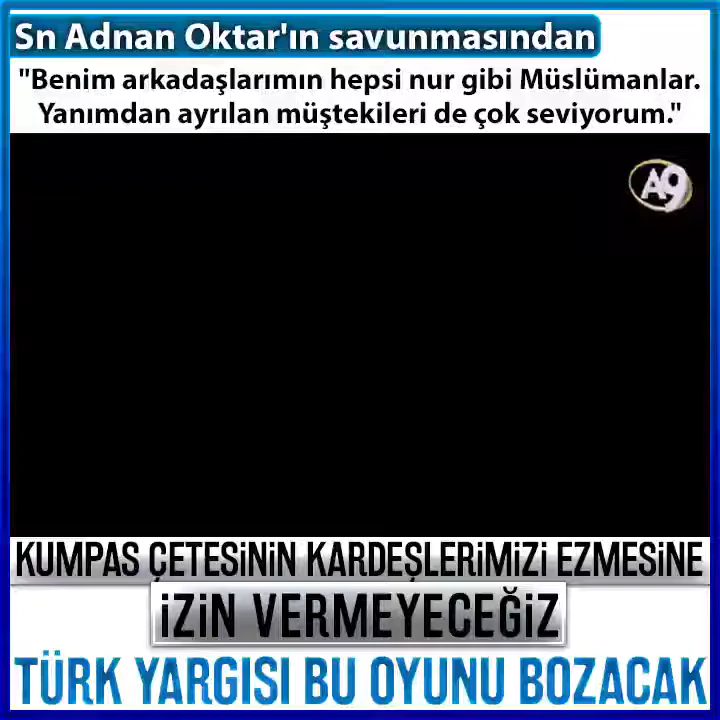 Sn Adnan Oktar'ın savunmasından
"Benim arkadaşlarımın hepsi nur gibi Müslümanlar.
Yanımdan ayrılan müştekileri de çok seviyorum."
A9
KUMPAS ÇETESİNİN KARDEŞLERİMİZİ EZMESİNE
İZİN VERMEYECEĞİZ
TÜRK YARGISI BU OYUNU BOZACAK